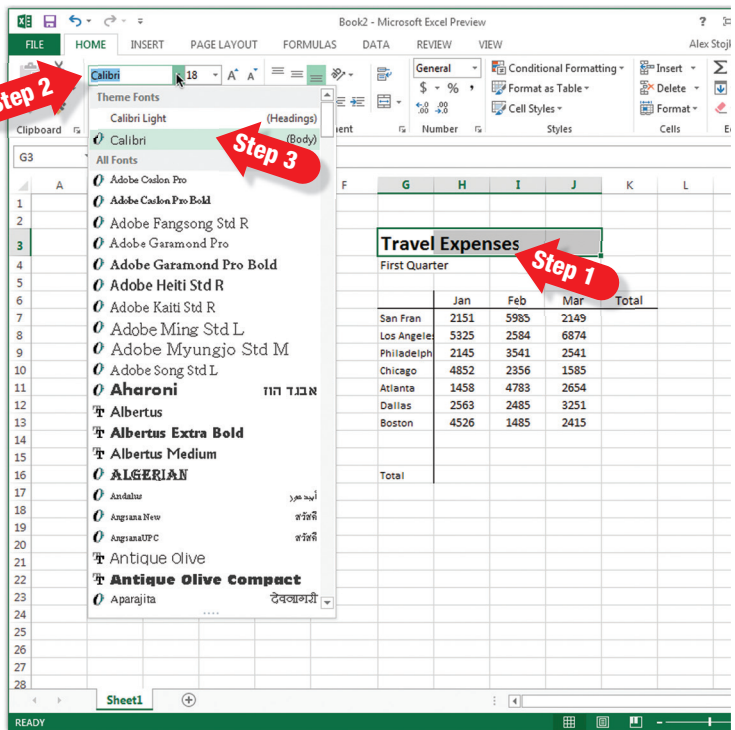 Book2 - Microsoft Excel Preview
?
FILE HOME INSERT PAGE LAYOUT FORMULAS DATA REVIEW VIEW
Step 2
Calibri 18 A A
General
$ % ,
Conditional Formatting
Format as Table
Cell Styles
Insert
Delete
Format
Clipboard Number Styles Cells
G3
Theme Fonts
Calibri Light (Headings)
Calibri (Body)
Step 3
All Fonts
Adobe Caslon Pro
Adobe Caslon Pro Bold
Adobe Fangsong Std R
Adobe Garamond Pro
Adobe Garamond Pro Bold
Adobe Heiti Std R
Adobe Kaiti Std R
Adobe Ming Std L
Adobe Myungjo Std M
Adobe Song Std L
Aharoni אבגד הוז
Albertus
Albertus Extra Bold
Albertus Medium
ALGERIAN
Andalus أبجد هوز
Angsana New สวัสดี
AngsanaUPC สวัสดี
Antique Olive
Antique Olive Compact
Aparajita देवनागरी
A F G H I J K L
1
2
3 Travel Expenses
Step 1
4 First Quarter
5
6 Jan Feb Mar Total
7 San Fran 2151 5985 2149
8 Los Angeles 5325 2584 6874
9 Philadelph 2145 3541 2541
10 Chicago 4852 2356 1585
11 Atlanta 1458 4783 2654
12 Dallas 2563 2485 3251
13 Boston 4526 1485 2415
14
15
16 Total
17
18
19
20
21
22
23
24
25
26
27
28
Sheet1
READY